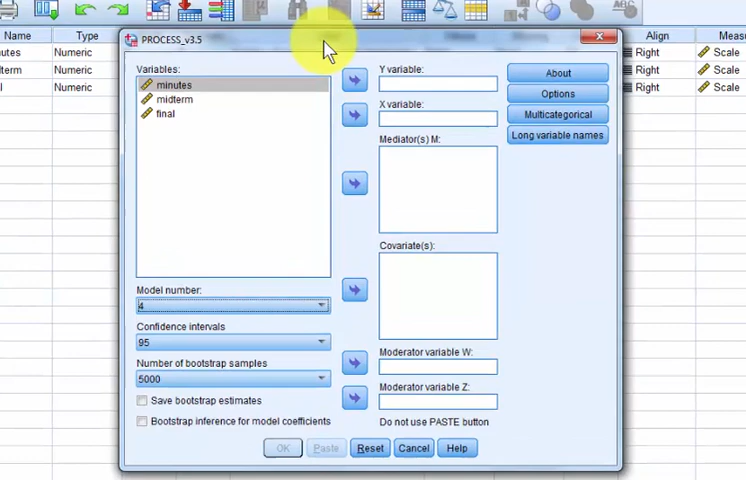 Name Type Align Measu
nutes Numeric Right Scale
dterm Numeric Right Scale
l Numeric Right Scale
PROCESS_v3.5
Variables:
minutes
midterm
final
Model number:
4
Confidence intervals
95
Number of bootstrap samples
5000
Save bootstrap estimates
Bootstrap inference for model coefficients
Y variable:
X variable:
Mediator(s) M:
Covariate(s):
Moderator variable W:
Moderator variable Z:
Do not use PASTE button
About
Options
Multicategorical
Long variable names
OK Paste Reset Cancel Help